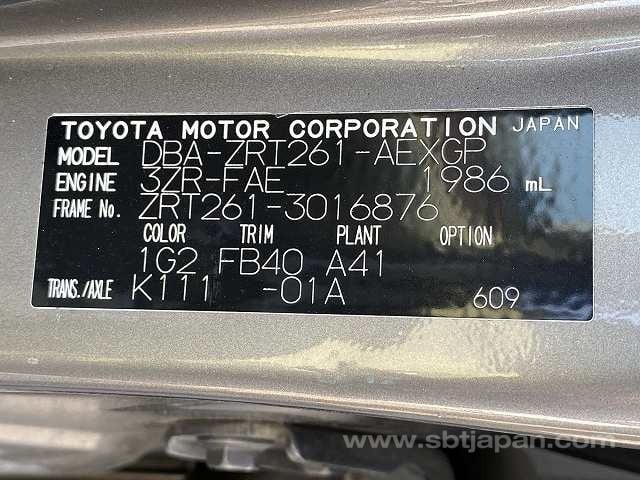 TOYOTA MOTOR CORPORATION JAPAN
MODEL DBA-ZRT261-AEXGP
ENGINE 3ZR-FAE 1986 mL
FRAME No. ZRT261-3016876
COLOR TRIM PLANT OPTION
1G2 FB40 A41
TRANS./AXLE K111 -01A 609
www.sbtjapan.com